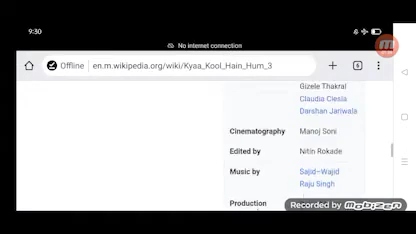 9:30
No internet connection
Offline
en.m.wikipedia.org/wiki/Kyaa_Kool_Hain_Hum_3
6
Gizele Thakral
Claudia Ciesla
Darshan Jariwala
Cinematography Manoj Soni
Edited by Nitin Rokade
Music by Sajid–Wajid
Raju Singh
Production
Recorded by mobizen